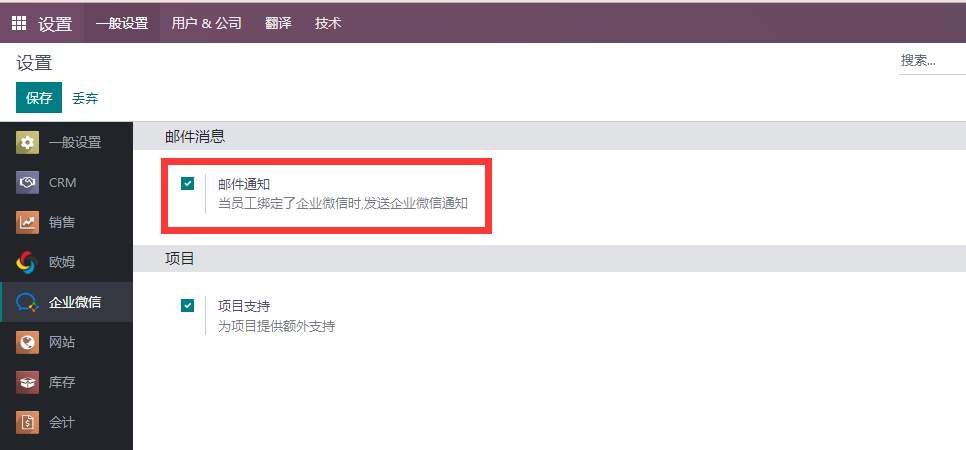 设置 一般设置 用户 & 公司 翻译 技术
设置
搜索...
保存 丢弃
一般设置
CRM
销售
欧姆
企业微信
网站
库存
会计
邮件消息
邮件通知
当员工绑定了企业微信时,发送企业微信通知
项目
项目支持
为项目提供额外支持